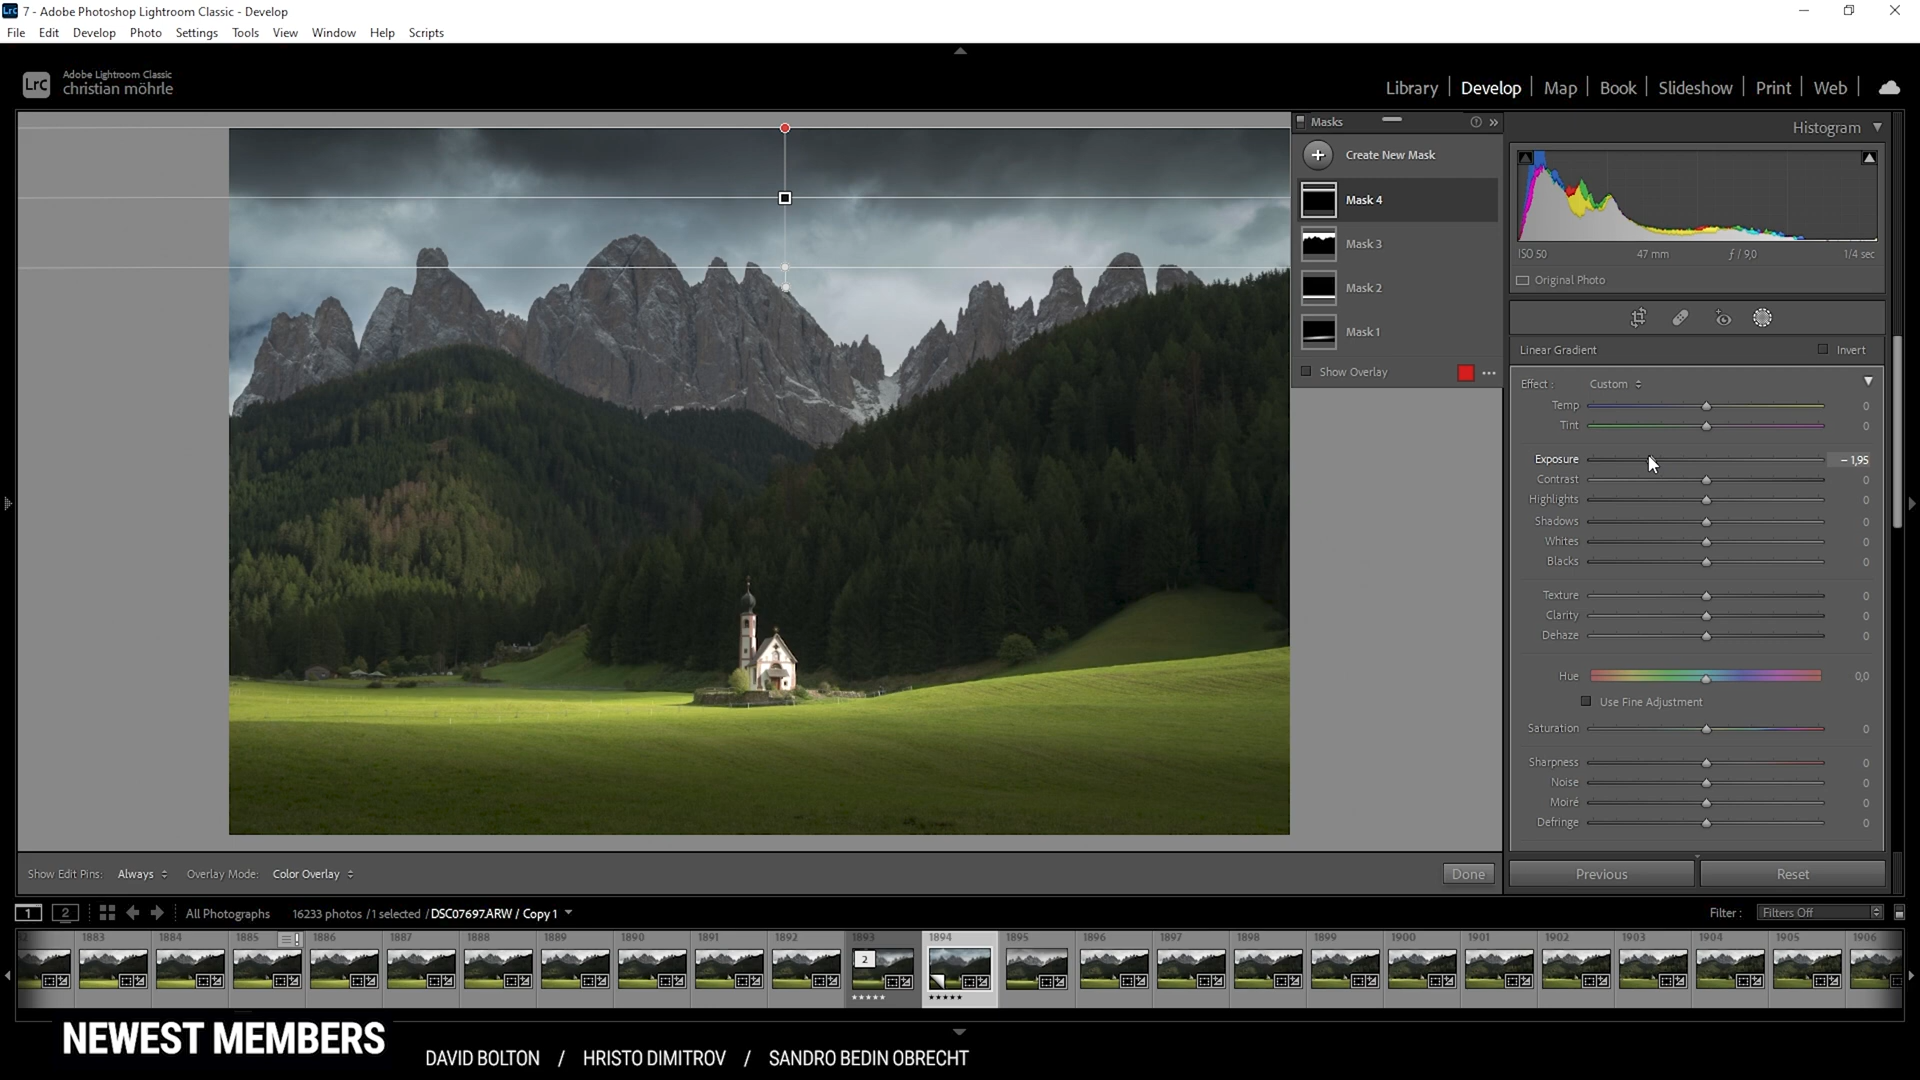 Lrc 7 - Adobe Photoshop Lightroom Classic - Develop
File Edit Develop Photo Settings Tools View Window Help Scripts
Lrc Adobe Lightroom Classic
christian möhrle
Library Develop Map Book Slideshow Print Web
Masks
Create New Mask
Mask 4
Mask 3
Mask 2
Mask 1
Show Overlay
Histogram
ISO 50 47 mm ƒ / 9,0 1/4 sec
Original Photo
Linear Gradient Invert
Effect : Custom
Temp 0
Tint 0
Exposure – 1,95
Contrast 0
Highlights 0
Shadows 0
Whites 0
Blacks 0
Texture 0
Clarity 0
Dehaze 0
Hue 0,0
Use Fine Adjustment
Saturation 0
Sharpness 0
Noise 0
Moiré 0
Defringe 0
Show Edit Pins: Always Overlay Mode: Color Overlay Done
Previous Reset
1 2 All Photographs 16233 photos / 1 selected / DSC07697.ARW / Copy 1 Filter : Filters Off
1883 1884 1885 1886 1887 1888 1889 1890 1891 1892 1893 1894 1895 1896 1897 1898 1899 1900 1901 1902 1903 1904 1905 1906
2
NEWEST MEMBERS
DAVID BOLTON / HRISTO DIMITROV / SANDRO BEDIN OBRECHT